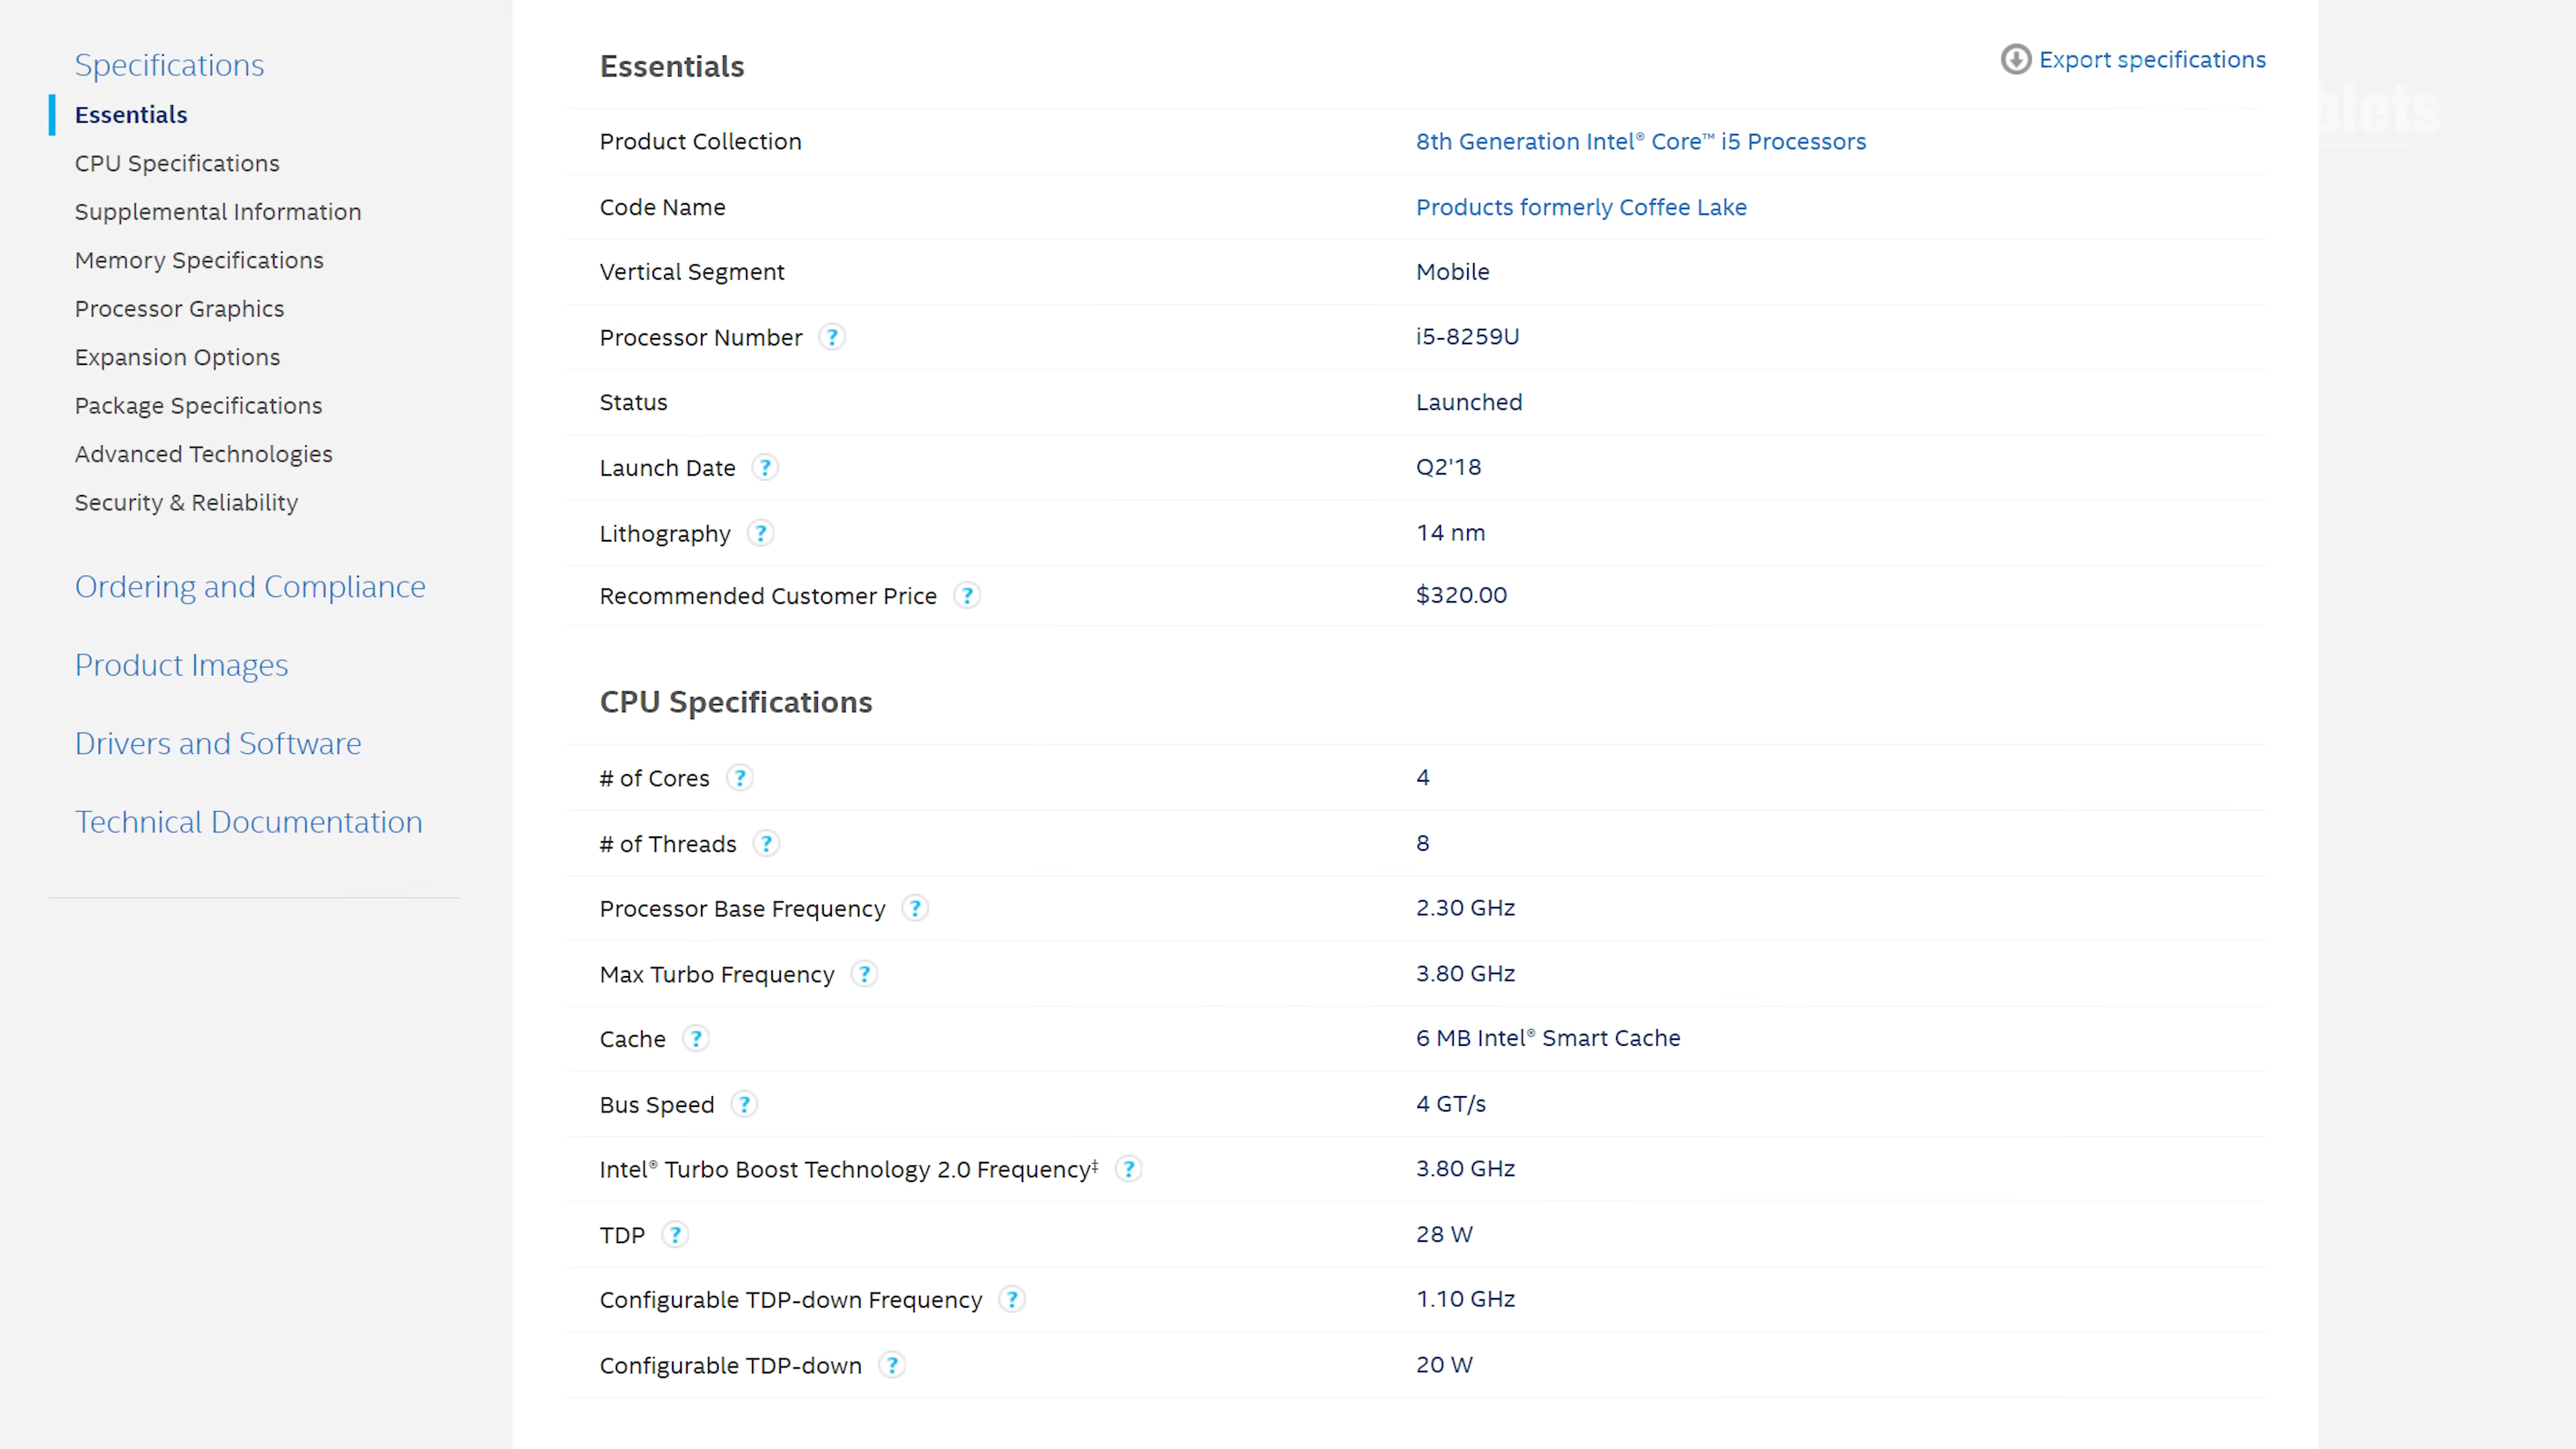 Specifications
Essentials
CPU Specifications
Supplemental Information
Memory Specifications
Processor Graphics
Expansion Options
Package Specifications
Advanced Technologies
Security & Reliability
Ordering and Compliance
Product Images
Drivers and Software
Technical Documentation
Essentials
Export specifications
Product Collection 8th Generation Intel® Core™ i5 Processors
Code Name Products formerly Coffee Lake
Vertical Segment Mobile
Processor Number ? i5-8259U
Status Launched
Launch Date ? Q2'18
Lithography ? 14 nm
Recommended Customer Price ? $320.00
CPU Specifications
# of Cores ? 4
# of Threads ? 8
Processor Base Frequency ? 2.30 GHz
Max Turbo Frequency ? 3.80 GHz
Cache ? 6 MB Intel® Smart Cache
Bus Speed ? 4 GT/s
Intel® Turbo Boost Technology 2.0 Frequency‡ ? 3.80 GHz
TDP ? 28 W
Configurable TDP-down Frequency ? 1.10 GHz
Configurable TDP-down ? 20 W